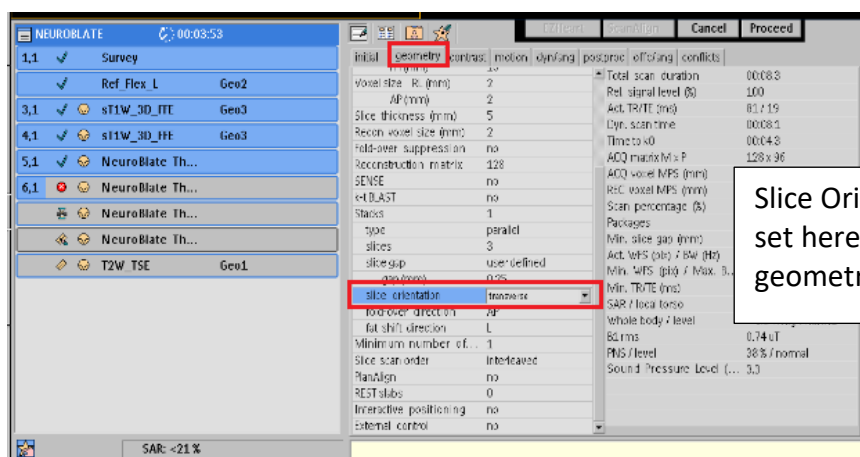 NEUROBLATE 00:03:53
1,1 Survey
Ref_Flex_L Geo2
3,1 sT1W_3D_TTE Geo3
4,1 sT1W_3D_FFE Geo3
5,1 NeuroBlate Th...
6,1 NeuroBlate Th...
NeuroBlate Th...
NeuroBlate Th...
T2W_TSE Geo1
SAR: <21%
Cancel Proceed
initial geometry contrast motion dyn/ang postproc offc/ang conflicts
Voxel size RL (mm) 2
AP (mm) 2
Slice thickness (mm) 5
Recon voxel size (mm) 2
Fold-over suppression no
Reconstruction matrix 128
SENSE no
k-t BLAST no
Stacks 1
type parallel
slices 3
slice gap user defined
gap (mm) 0.25
slice orientation transverse
fold-over direction AP
fat shift direction L
Minimum number of... 1
Slice scan order interleaved
PlanAlign no
REST slabs 0
Interactive positioning no
External control no
Total scan duration 00:08.3
Rel. signal level (%) 100
Act. TR/TE (ms) 81 / 19
Dyn. scan time 00:08.1
Time to k0 00:04.3
ACQ matrix M x P 128 x 96
ACQ voxel MPS (mm)
REC voxel MPS (mm)
Scan percentage (%)
Packages
Min. slice gap (mm)
Act. WFS (pix) / BW (Hz)
Min. WFS (pix) / Max. B...
Min. TR/TE (ms)
SAR / local torso
Whole body / level
B1 rms 0.74 uT
PNS / level 38 % / normal
Sound Pressure Level (... 3.3
Slice Ori
set here
geometr